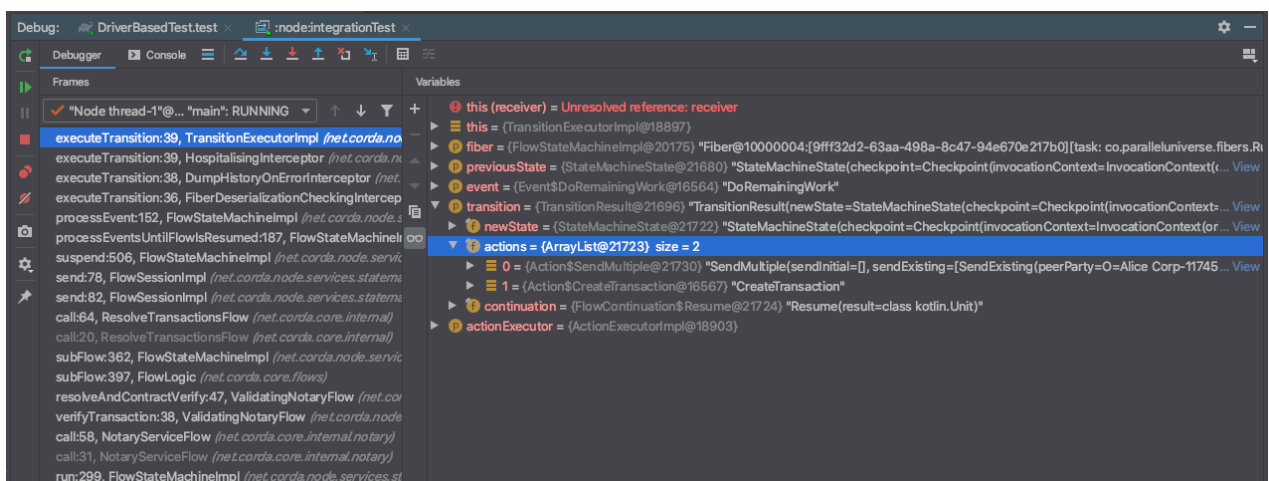 Debug: DriverBasedTest.test × :node:integrationTest ×
Debugger Console
Frames
"Node thread-1"@... "main": RUNNING
executeTransition:39, TransitionExecutorImpl (net.corda.no
executeTransition:39, HospitalisingInterceptor (net.corda.n
executeTransition:38, DumpHistoryOnErrorInterceptor (net.
executeTransition:36, FiberDeserializationCheckingIntercep
processEvent:152, FlowStateMachineImpl (net.corda.node.s
processEventsUntilFlowIsResumed:187, FlowStateMachineI
suspend:506, FlowStateMachineImpl (net.corda.node.servic
send:78, FlowSessionImpl (net.corda.node.services.statema
send:82, FlowSessionImpl (net.corda.node.services.statema
call:64, ResolveTransactionsFlow (net.corda.core.internal)
call:20, ResolveTransactionsFlow (net.corda.core.internal)
subFlow:362, FlowStateMachineImpl (net.corda.node.servic
subFlow:397, FlowLogic (net.corda.core.flows)
resolveAndContractVerify:47, ValidatingNotaryFlow (net.cor
verifyTransaction:38, ValidatingNotaryFlow (net.corda.node
call:58, NotaryServiceFlow (net.corda.core.internal.notary)
call:31, NotaryServiceFlow (net.corda.core.internal.notary)
run:299, FlowStateMachineImpl (net.corda.node.services.st
Variables
this (receiver) = Unresolved reference: receiver
this = {TransitionExecutorImpl@18897}
fiber = {FlowStateMachineImpl@20175} "Fiber@10000004:[9fff32d2-63aa-498a-8c47-94e670e217b0][task: co.paralleluniverse.fibers.Ru
previousState = {StateMachineState@21680} "StateMachineState(checkpoint=Checkpoint(invocationContext=InvocationContext(c... View
event = {Event$DoRemainingWork@16564} "DoRemainingWork"
transition = {TransitionResult@21696} "TransitionResult(newState=StateMachineState(checkpoint=Checkpoint(invocationContext=... View
newState = {StateMachineState@21722} "StateMachineState(checkpoint=Checkpoint(invocationContext=InvocationContext(or... View
actions = {ArrayList@21723} size = 2
0 = {Action$SendMultiple@21730} "SendMultiple(sendInitial=[], sendExisting=[SendExisting(peerParty=O=Alice Corp-11745... View
1 = {Action$CreateTransaction@16567} "CreateTransaction"
continuation = {FlowContinuation$Resume@21724} "Resume(result=class kotlin.Unit)"
actionExecutor = {ActionExecutorImpl@18903}